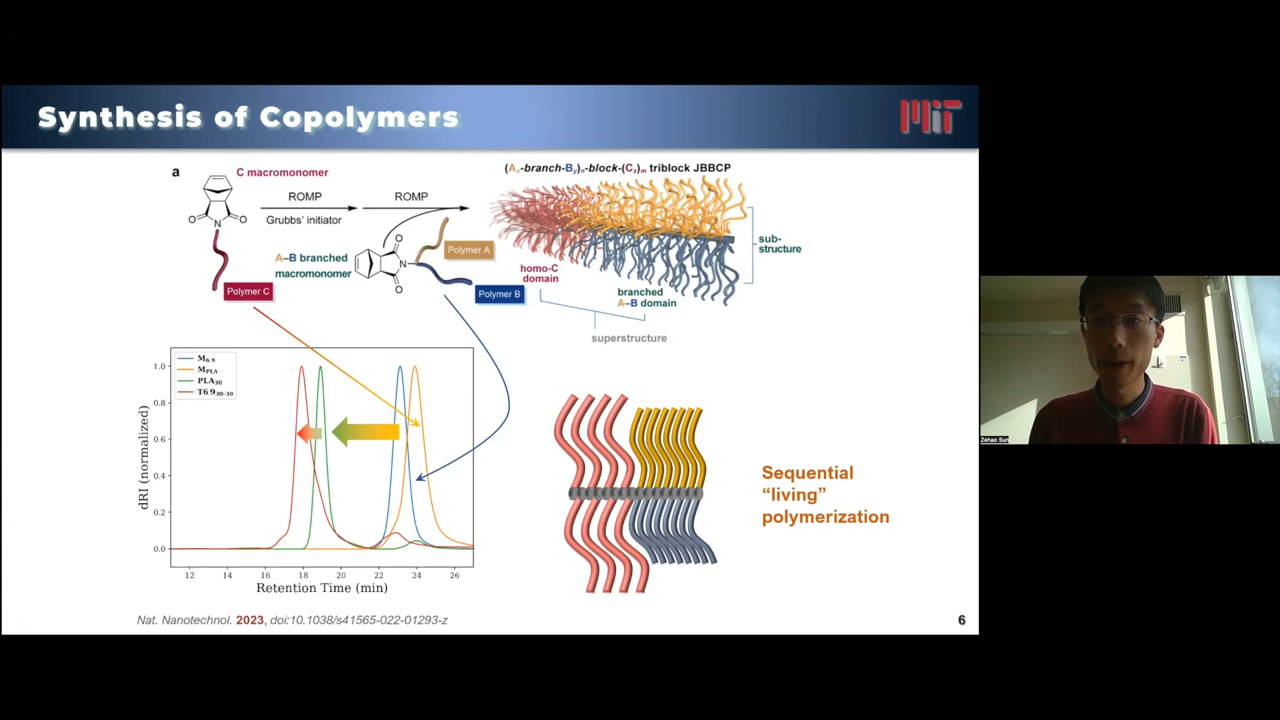 Synthesis of Copolymers
MIT
a
C macromonomer
(Aₓ-branch-Bᵧ)ₙ-block-(C𝓏)ₘ triblock JBBCP
ROMP
ROMP
Grubbs' initiator
O
N
O
Polymer C
A–B branched
macromonomer
O
N
O
Polymer A
Polymer B
homo-C
domain
branched
A–B domain
sub-
structure
superstructure
M6.9
MPLA
PLA30
T6.930-30
1.0
0.8
0.6
0.4
0.2
0.0
dRI (normalized)
12 14 16 18 20 22 24 26
Retention Time (min)
Sequential
“living”
polymerization
Nat. Nanotechnol. 2023, doi:10.1038/s41565-022-01293-z
6
Zehao Sun